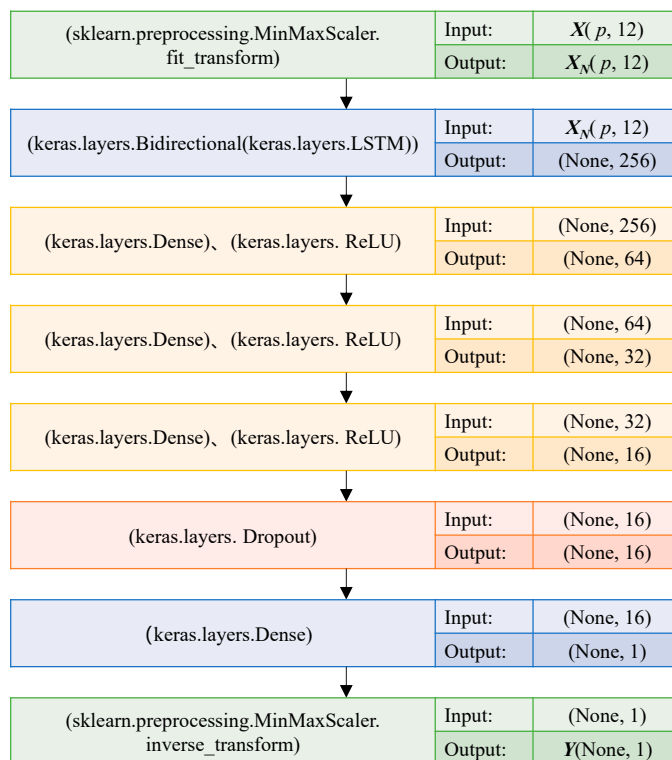 (sklearn.preprocessing.MinMaxScaler.
fit_transform)
Input: X( p, 12)
Output: X_N( p, 12)
(keras.layers.Bidirectional(keras.layers.LSTM))
Input: X_N( p, 12)
Output: (None, 256)
(keras.layers.Dense)、(keras.layers. ReLU)
Input: (None, 256)
Output: (None, 64)
(keras.layers.Dense)、(keras.layers. ReLU)
Input: (None, 64)
Output: (None, 32)
(keras.layers.Dense)、(keras.layers. ReLU)
Input: (None, 32)
Output: (None, 16)
(keras.layers. Dropout)
Input: (None, 16)
Output: (None, 16)
(keras.layers.Dense)
Input: (None, 16)
Output: (None, 1)
(sklearn.preprocessing.MinMaxScaler.
inverse_transform)
Input: (None, 1)
Output: Y(None, 1)